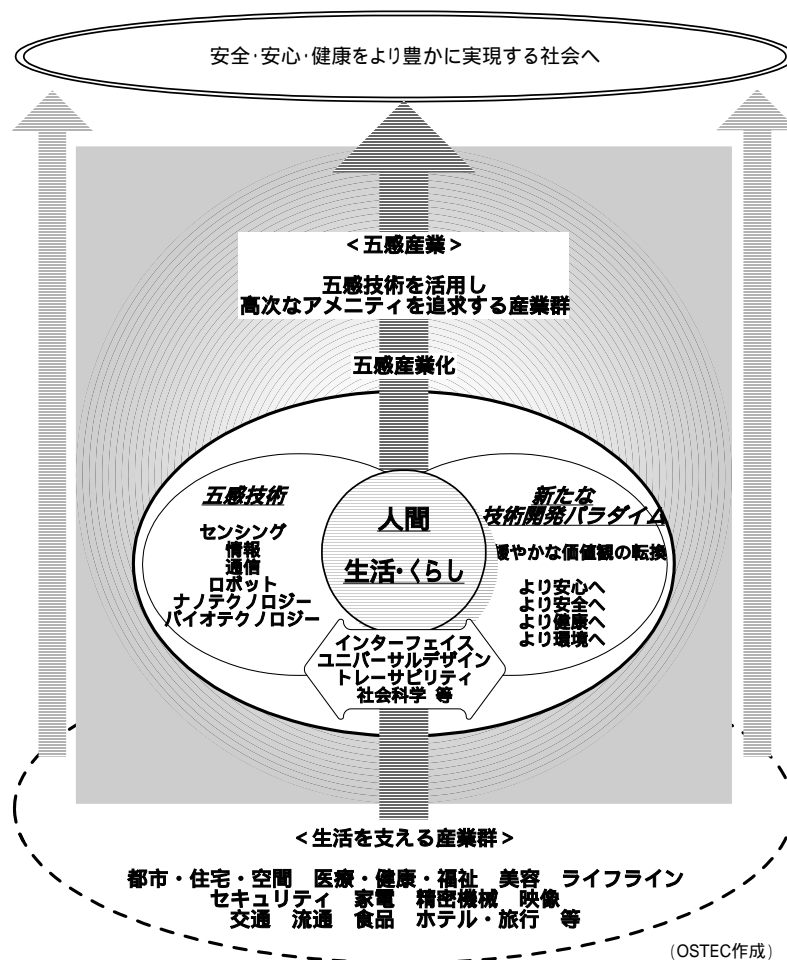 安全・安心・健康をより豊かに実現する社会へ
＜五感産業＞
五感技術を活用し
高次なアメニティを追求する産業群
五感産業化
五感技術
センシング
情報
通信
ロボット
ナノテクノロジー
バイオテクノロジー
人間
生活・くらし
新たな
技術開発パラダイム
緩やかな価値観の転換
より安心へ
より安全へ
より健康へ
より環境へ
インターフェイス
ユニバーサルデザイン
トレーサビリティ
社会科学 等
＜生活を支える産業群＞
都市・住宅・空間　医療・健康・福祉　美容　ライフライン
セキュリティ　家電　精密機械　映像
交通　流通　食品　ホテル・旅行　等
(OSTEC作成)